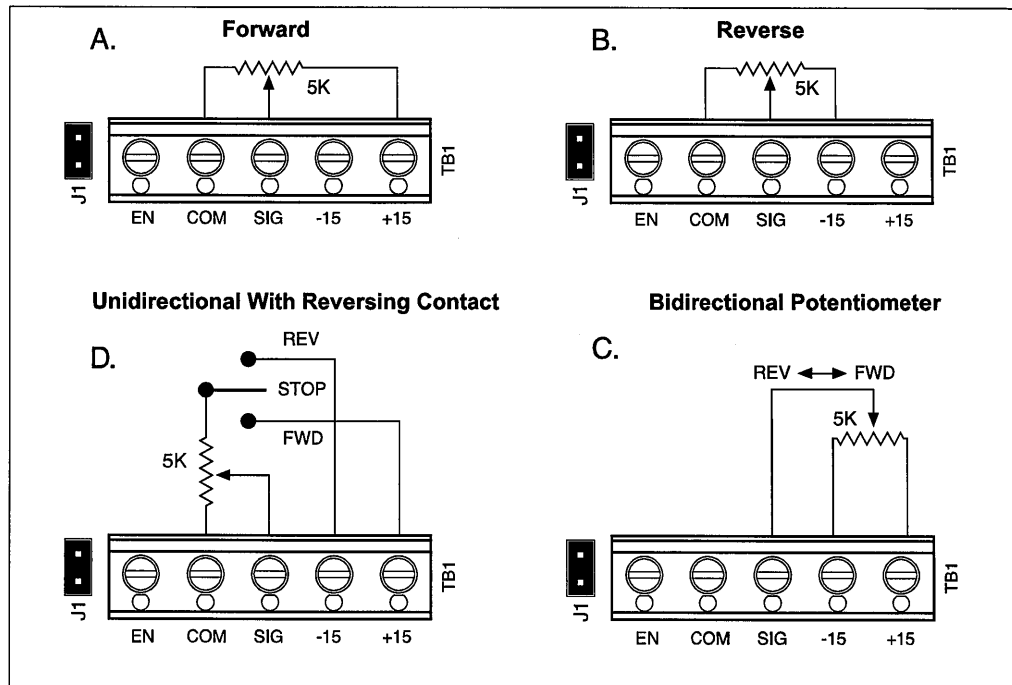 A.
Forward
5K
J1
TB1
EN COM SIG -15 +15
B.
Reverse
5K
J1
TB1
EN COM SIG -15 +15
Unidirectional With Reversing Contact
D.
REV
STOP
FWD
5K
J1
TB1
EN COM SIG -15 +15
Bidirectional Potentiometer
C.
REV FWD
5K
J1
TB1
EN COM SIG -15 +15